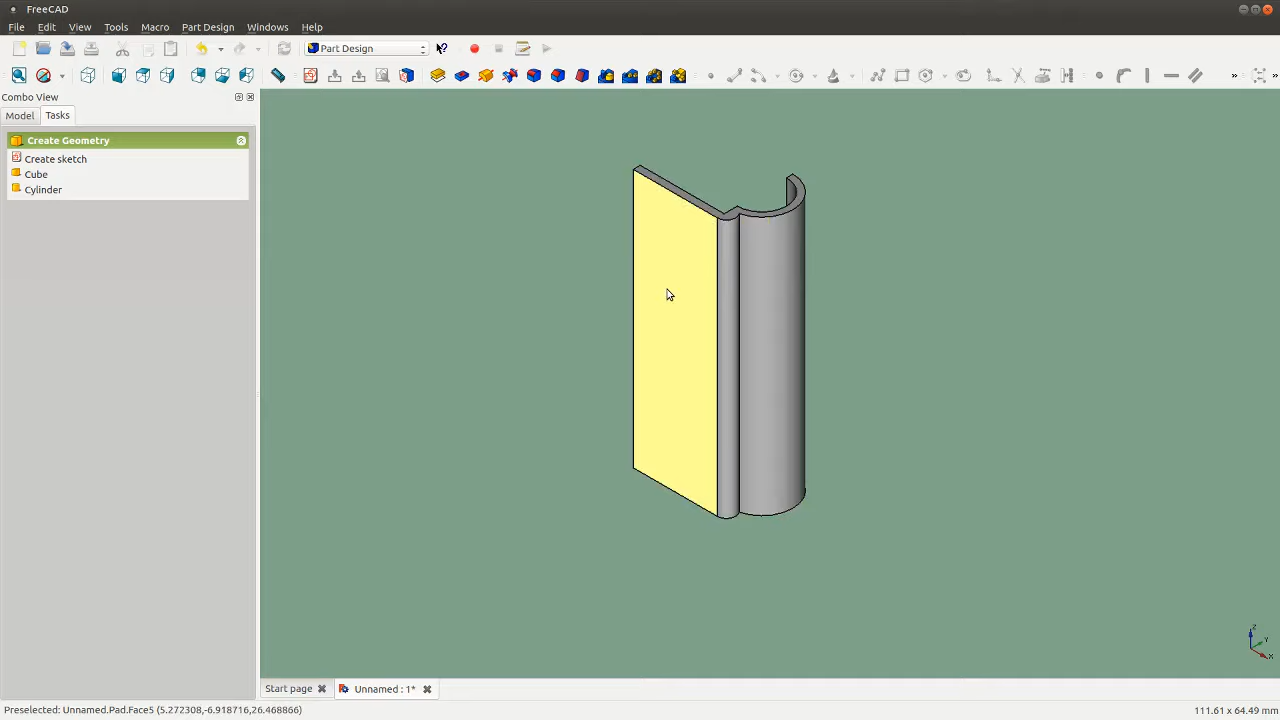 FreeCAD
File Edit View Tools Macro Part Design Windows Help
Part Design
Combo View
Model Tasks
Create Geometry
Create sketch
Cube
Cylinder
Z
Y
X
Start page Unnamed : 1*
Preselected: Unnamed.Pad.Face5 (5.272308,-6.918716,26.468866) 111.61 x 64.49 mm